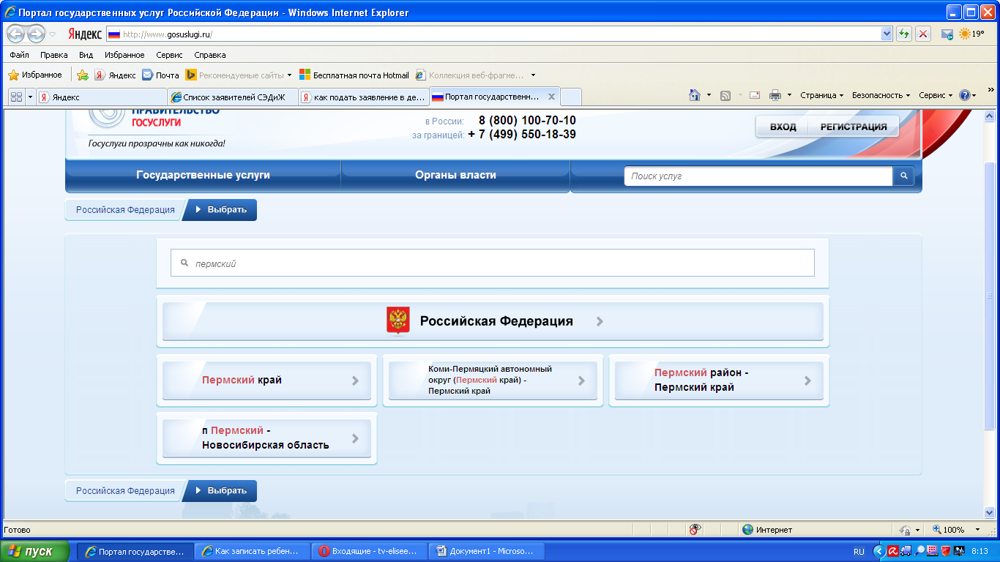 Портал государственных услуг Российской Федерации - Windows Internet Explorer
Яндекс http://www.gosuslugi.ru/ 19°
Файл Правка Вид Избранное Сервис Справка
Избранное Яндекс Почта Рекомендуемые сайты Бесплатная почта Hotmail Коллекция веб-фрагме...
Яндекс Список заявителей СЭДиЖ как подать заявление в де... Портал государственн... Страница Безопасность Сервис
ПРАВИТЕЛЬСТВО
ГОСУСЛУГИ
Госуслуги прозрачны как никогда!
в России: 8 (800) 100-70-10
за границей: + 7 (499) 550-18-39
ВХОД РЕГИСТРАЦИЯ
Государственные услуги Органы власти Поиск услуг
Российская Федерация Выбрать
пермский
Российская Федерация
Пермский край
Коми-Пермяцкий автономный
округ (Пермский край) -
Пермский край
Пермский район -
Пермский край
п Пермский -
Новосибирская область
Российская Федерация Выбрать
Готово Интернет 100%
пуск Портал государстве... Как записать ребен... Входящие - tv-elisee... Документ1 - Microso... RU 8:13